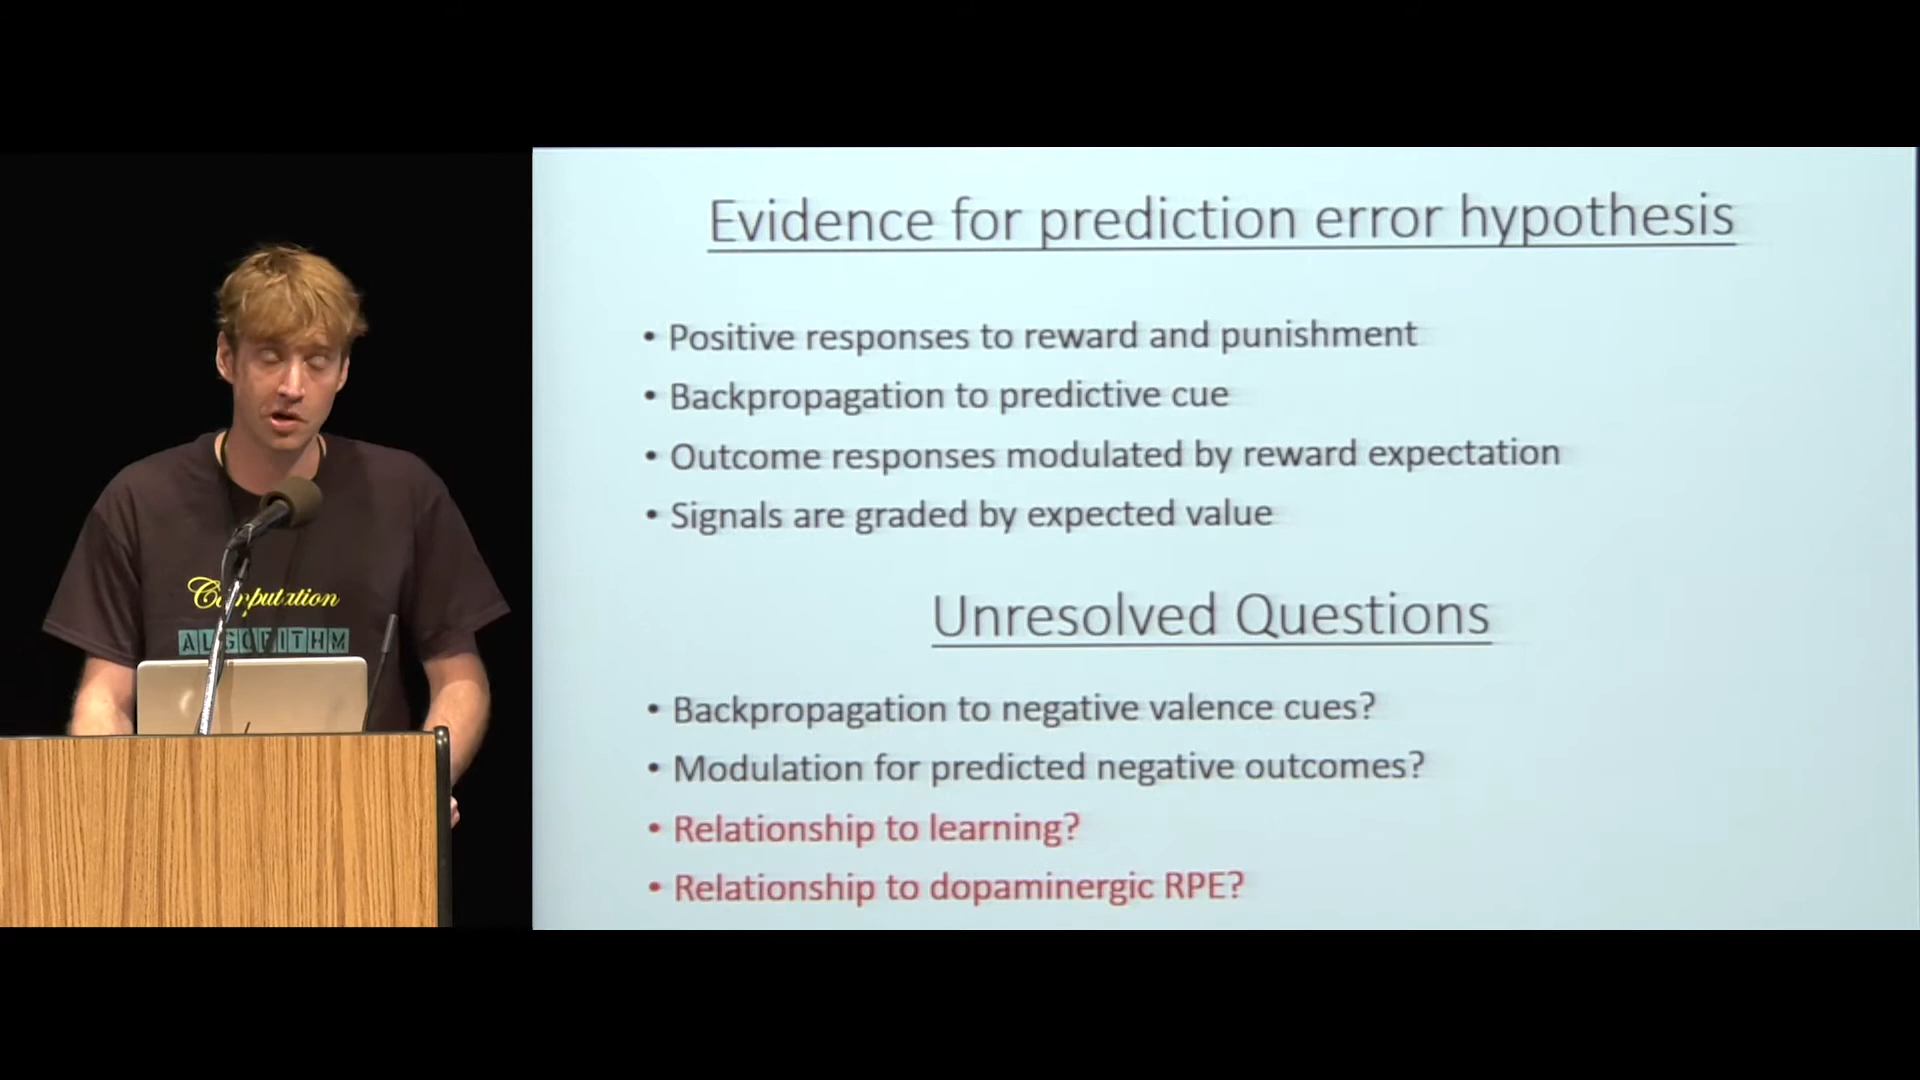 Evidence for prediction error hypothesis
• Positive responses to reward and punishment
• Backpropagation to predictive cue
• Outcome responses modulated by reward expectation
• Signals are graded by expected value
Unresolved Questions
• Backpropagation to negative valence cues?
• Modulation for predicted negative outcomes?
• Relationship to learning?
• Relationship to dopaminergic RPE?
Computation
ALGORITHM